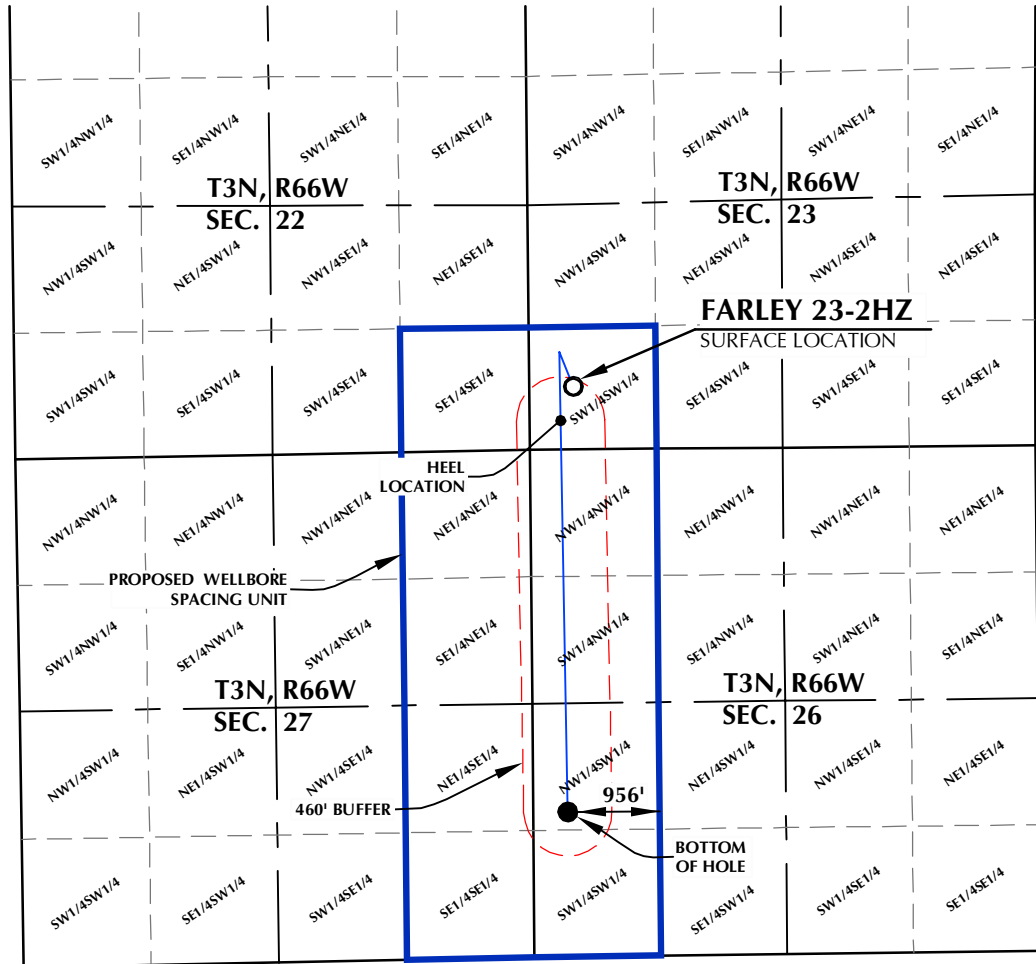 SW1/4NW1/4
SE1/4NW1/4
SW1/4NE1/4
SE1/4NE1/4
SW1/4NW1/4
SE1/4NW1/4
SW1/4NE1/4
SE1/4NE1/4
T3N, R66W
SEC. 22
T3N, R66W
SEC. 23
NW1/4SW1/4
NE1/4SW1/4
NW1/4SE1/4
NE1/4SE1/4
NW1/4SW1/4
NE1/4SW1/4
NW1/4SE1/4
NE1/4SE1/4
FARLEY 23-2HZ
SURFACE LOCATION
SW1/4SW1/4
SE1/4SW1/4
SW1/4SE1/4
SE1/4SE1/4
SW1/4SW1/4
SE1/4SW1/4
SW1/4SE1/4
SE1/4SE1/4
HEEL
LOCATION
NW1/4NW1/4
NE1/4NW1/4
NW1/4NE1/4
NE1/4NE1/4
NW1/4NW1/4
NE1/4NW1/4
NW1/4NE1/4
NE1/4NE1/4
PROPOSED WELLBORE
SPACING UNIT
SW1/4NW1/4
SE1/4NW1/4
SW1/4NE1/4
SE1/4NE1/4
SW1/4NW1/4
SE1/4NW1/4
SW1/4NE1/4
SE1/4NE1/4
T3N, R66W
SEC. 27
T3N, R66W
SEC. 26
NW1/4SW1/4
NE1/4SW1/4
NW1/4SE1/4
NE1/4SE1/4
NW1/4SW1/4
NE1/4SW1/4
NW1/4SE1/4
NE1/4SE1/4
460' BUFFER
956'
BOTTOM
OF HOLE
SW1/4SW1/4
SE1/4SW1/4
SW1/4SE1/4
SE1/4SE1/4
SW1/4SW1/4
SE1/4SW1/4
SW1/4SE1/4
SE1/4SE1/4